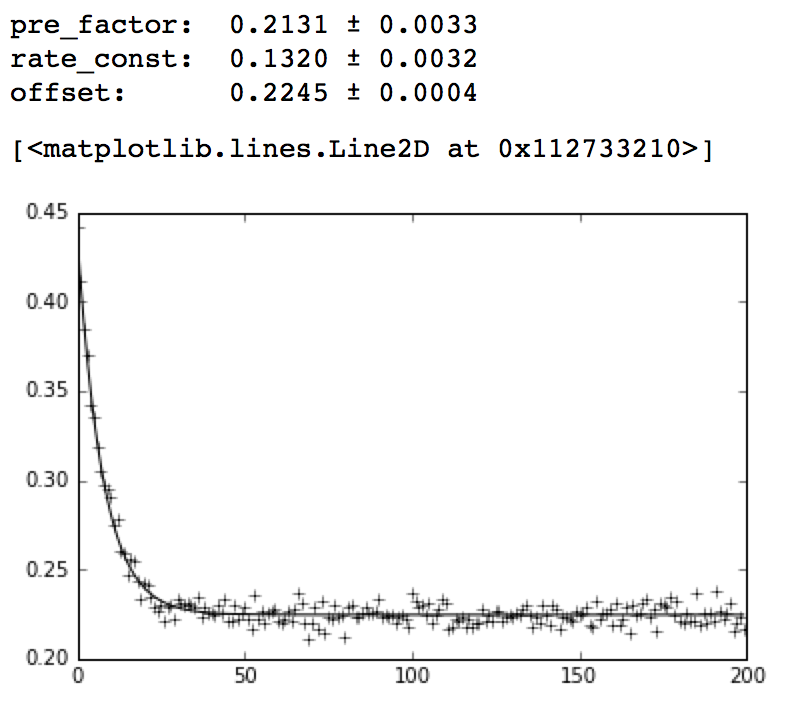 pre_factor:  0.2131 ± 0.0033
rate_const:  0.1320 ± 0.0032
offset:      0.2245 ± 0.0004
[<matplotlib.lines.Line2D at 0x112733210>]
0.45
0.40
0.35
0.30
0.25
0.20
0 50 100 150 200